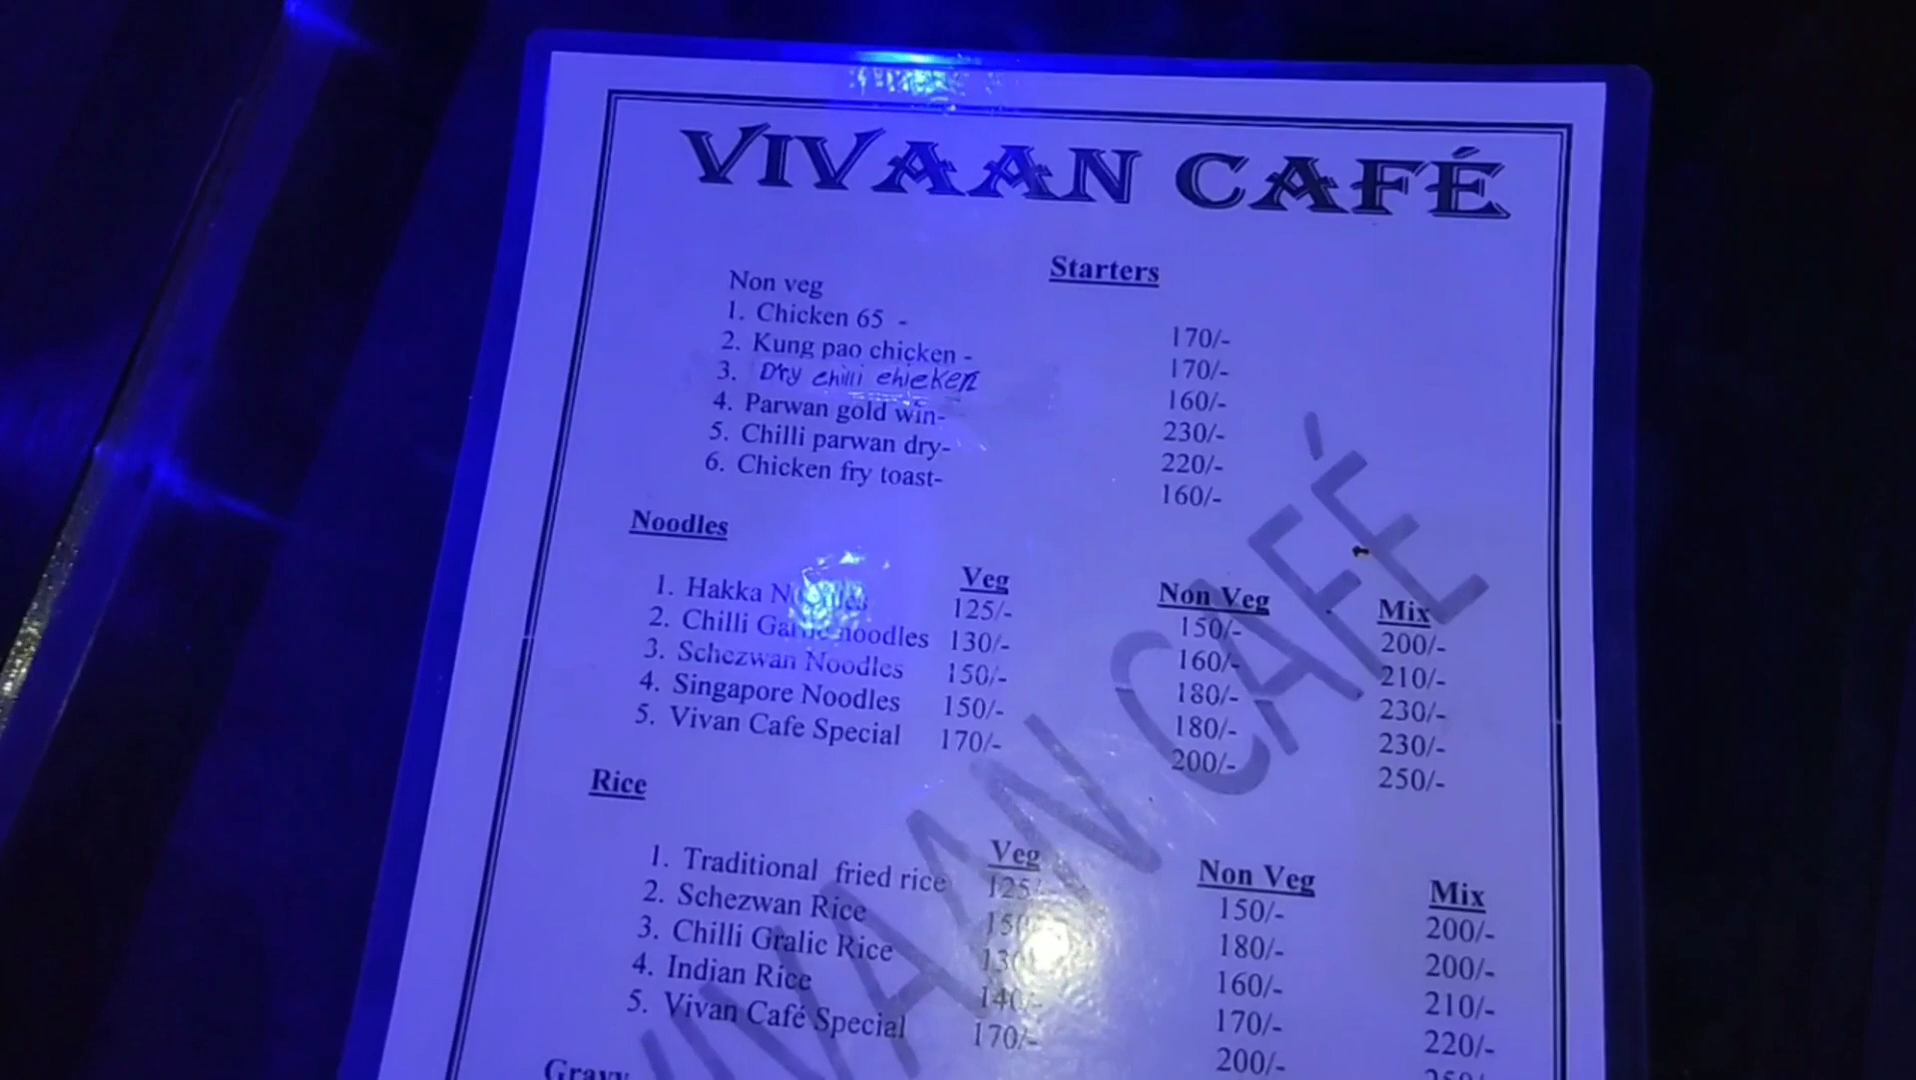 VIVAAN CAFÉ
Starters
Non veg
1. Chicken 65 - 170/-
2. Kung pao chicken - 170/-
3. Dry chilli chicken 160/-
4. Parwan gold win- 230/-
5. Chilli parwan dry- 220/-
6. Chicken fry toast- 160/-
Noodles
Veg Non Veg Mix
1. Hakka Noodles 125/- 150/- 200/-
2. Chilli Garlic noodles 130/- 160/- 210/-
3. Schezwan Noodles 150/- 180/- 230/-
4. Singapore Noodles 150/- 180/- 230/-
5. Vivan Cafe Special 170/- 200/- 250/-
Rice
Veg Non Veg Mix
1. Traditional fried rice 125/- 150/- 200/-
2. Schezwan Rice 180/- 200/-
3. Chilli Gralic Rice 160/- 210/-
4. Indian Rice 140/- 170/- 220/-
5. Vivan Café Special 170/- 200/-
Gravy
VIVAAN CAFÉ